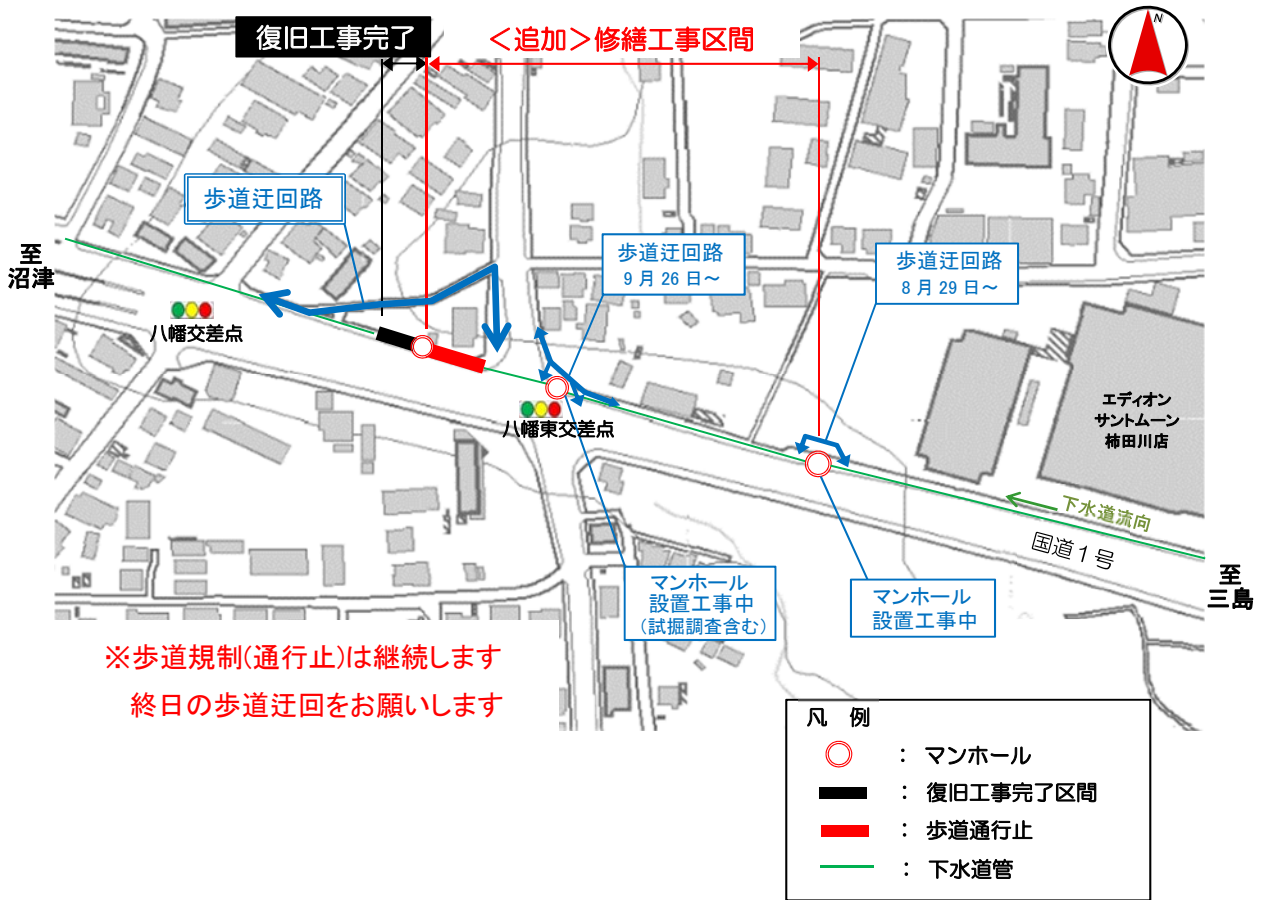 復旧工事完了
＜追加＞修繕工事区間
N
歩道迂回路
至
沼津
歩道迂回路
9月26日～
歩道迂回路
8月29日～
八幡交差点
八幡東交差点
エディオン
サントムーン
柿田川店
下水道流向
国道1号
至
三島
マンホール
設置工事中
(試掘調査含む)
マンホール
設置工事中
※歩道規制(通行止)は継続します
終日の歩道迂回をお願いします
凡 例
： マンホール
： 復旧工事完了区間
： 歩道通行止
： 下水道管